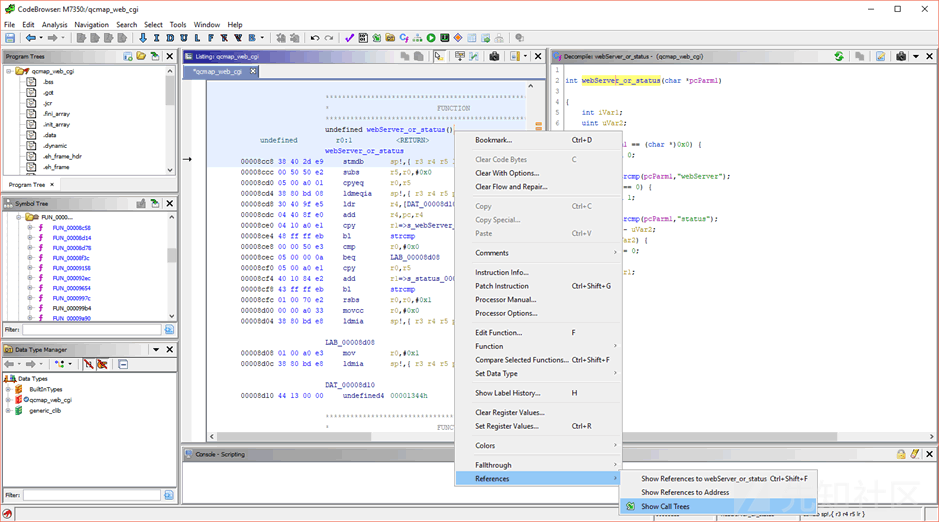 CodeBrowser: M7350:/qcmap_web_cgi
File Edit Analysis Navigation Search Select Tools Window Help
Program Trees
qcmap_web_cgi
.bss
.got
.jcr
.fini_array
.init_array
.data
.dynamic
.eh_frame_hdr
.eh_frame
Program Tree
Symbol Tree
FUN_0000...
FUN_00008c58
FUN_00008d14
FUN_00008d78
FUN_00008f3c
FUN_00009158
FUN_000092ec
FUN_00009654
FUN_0000997c
FUN_000099b4
FUN_00009a90
Filter:
Data Type Manager
Data Types
BuiltInTypes
qcmap_web_cgi
generic_clib
Filter:
Listing: qcmap_web_cgi
*qcmap_web_cgi
* FUNCTION
undefined webServer_or_status()
undefined r0:1 <RETURN>
webServer_or_status
00008cc8 38 40 2d e9 stmdb sp!,{ r3 r4 r5 l
00008ccc 00 50 50 e2 subs r5,r0,#0x0
00008cd0 05 00 a0 01 cpyeq r0,r5
00008cd4 38 80 bd 08 ldmeqia sp!,{ r3 r4 r5 p
00008cd8 30 40 9f e5 ldr r4,[DAT_00008d10
00008cdc 04 40 8f e0 add r4,pc,r4
00008ce0 04 10 a0 e1 cpy r1=>s_webServer_
00008ce4 48 ff ff eb bl strcmp
00008ce8 00 00 50 e3 cmp r0,#0x0
00008cec 05 00 00 0a beq LAB_00008d08
00008cf0 05 00 a0 e1 cpy r0,r5
00008cf4 40 10 84 e2 add r1=>s_status_000
00008cf8 43 ff ff eb bl strcmp
00008cfc 01 00 70 e2 rsbs r0,r0,#0x1
00008d00 00 00 a0 33 movcc r0,#0x0
00008d04 38 80 bd e8 ldmia sp!,{ r3 r4 r5 p
LAB_00008d08
00008d08 01 00 a0 e3 mov r0,#0x1
00008d0c 38 80 bd e8 ldmia sp!,{ r3 r4 r5 p
DAT_00008d10
00008d10 44 13 00 00 undefined4 00001344h
* FUNC
Console - Scripting
Decompile: webServer_or_status - (qcmap_web_cgi)
1
2 int webServer_or_status(char *pcParm1)
3
4 {
5 int iVar1;
6 uint uVar2;
l == (char *)0x0) {
0;
rcmp(pcParm1,"webServer");
== 0) {
1;
rcmp(pcParm1,"status");
- uVar2;
ar2) {
= 0;
r1;
Bookmark... Ctrl+D
Clear Code Bytes C
Clear With Options...
Clear Flow and Repair...
Copy Ctrl+C
Copy Special...
Paste Ctrl+V
Comments
Instruction Info...
Patch Instruction Ctrl+Shift+G
Processor Manual...
Processor Options...
Edit Function... F
Function
Compare Selected Functions... Ctrl+Shift+F
Set Data Type
Show Label History... H
Clear Register Values...
Set Register Values... Ctrl+R
Colors
Fallthrough
References
Show References to webServer_or_status Ctrl+Shift+F
Show References to Address
Show Call Trees
先知社区